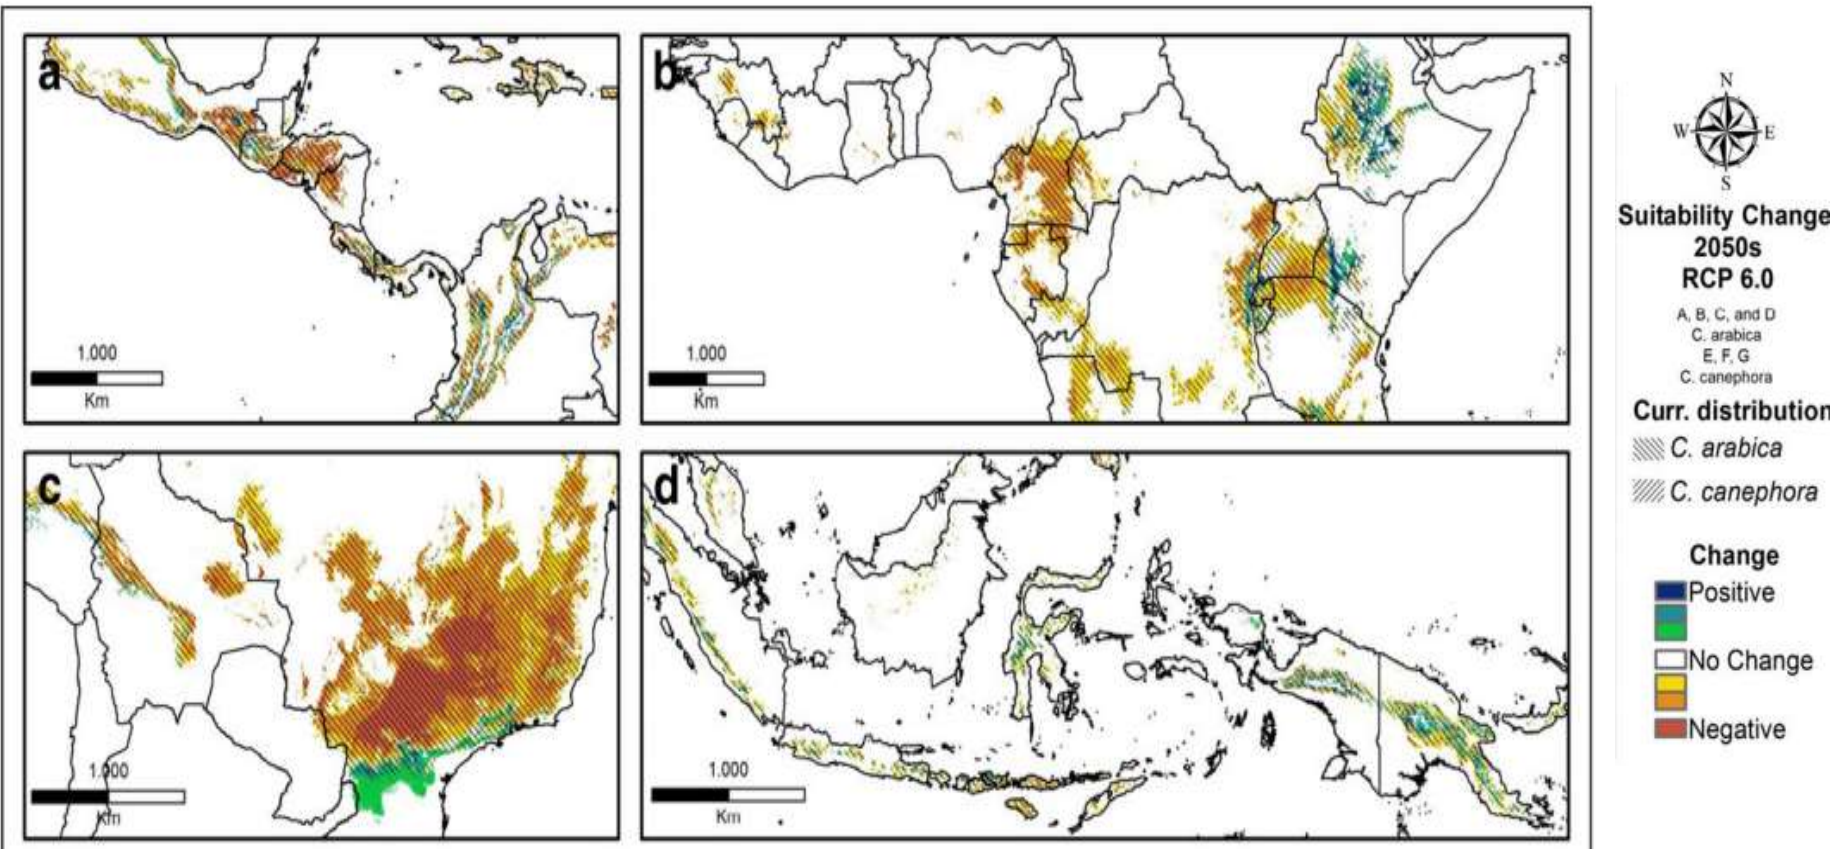 a
1.000
Km
b
1.000
Km
c
1.000
Km
d
1.000
Km
N
W
E
S
Suitability Change
2050s
RCP 6.0
A, B, C, and D
C. arabica
E, F, G
C. canephora
Curr. distribution
C. arabica
C. canephora
Change
Positive
No Change
Negative